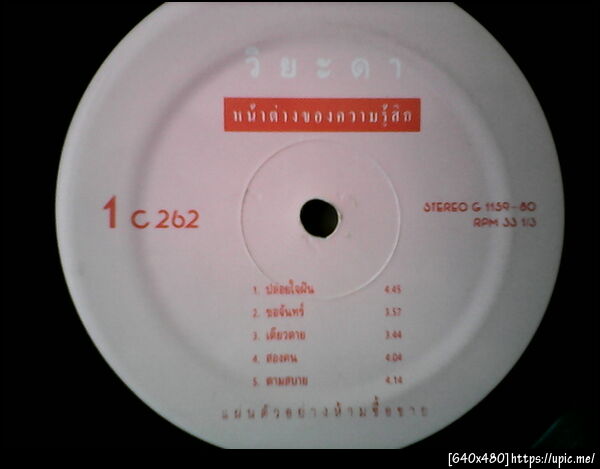 วิยะดา
หน้าต่างของความรู้สึก
1 C 262
STEREO G 1159-60
RPM 33 1/3
1. ปล่อยใจฝัน 4.45
2. ขอจันทร์ 3.57
3. เดียวดาย 3.44
4. สองคน 4.04
5. ตามสบาย 4.14
แผ่นตัวอย่างห้ามซื้อขาย
[640x480]https://upic.me/